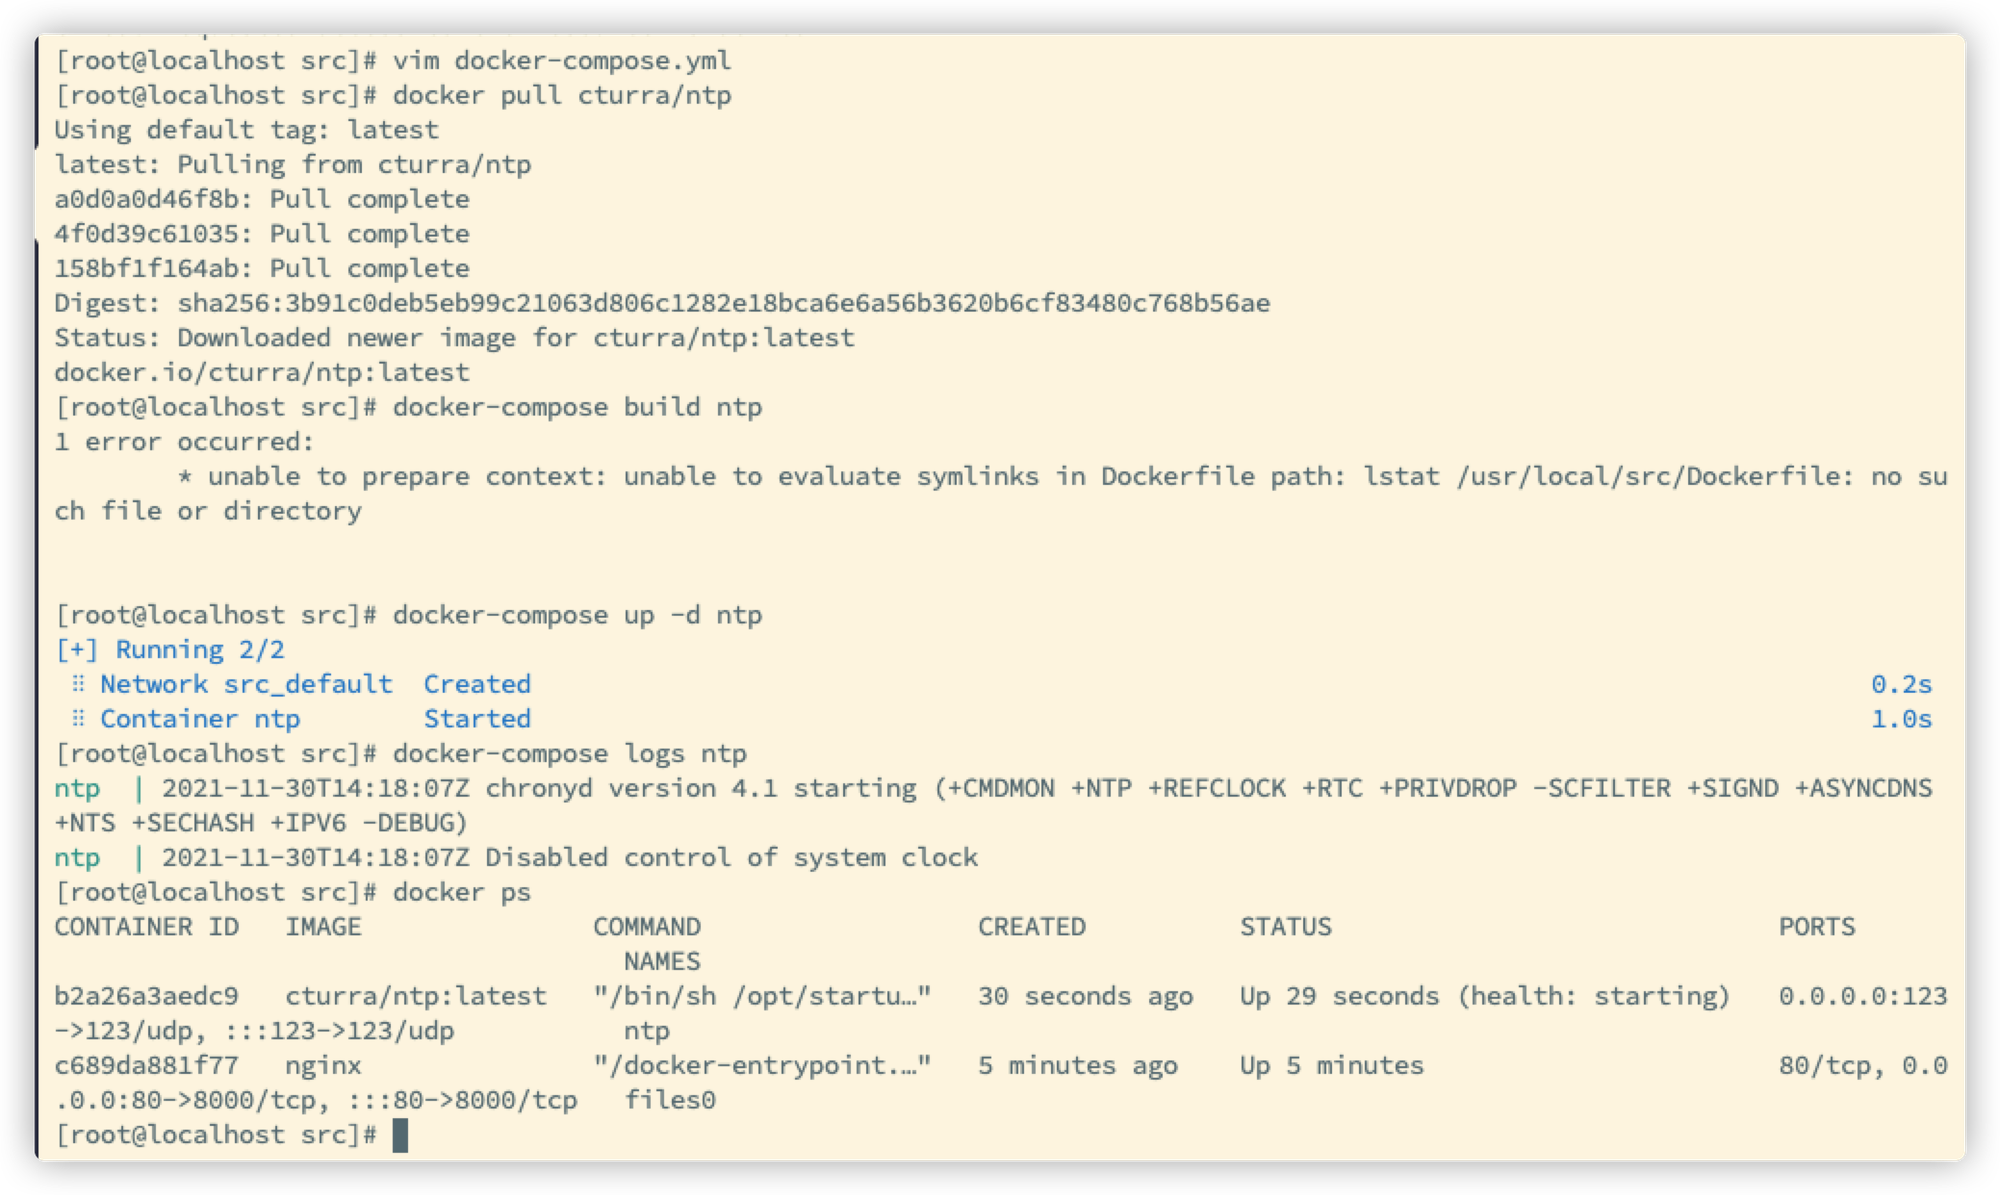 [root@localhost src]# vim docker-compose.yml
[root@localhost src]# docker pull cturra/ntp
Using default tag: latest
latest: Pulling from cturra/ntp
a0d0a0d46f8b: Pull complete
4f0d39c61035: Pull complete
158bf1f164ab: Pull complete
Digest: sha256:3b91c0deb5eb99c21063d806c1282e18bca6e6a56b3620b6cf83480c768b56ae
Status: Downloaded newer image for cturra/ntp:latest
docker.io/cturra/ntp:latest
[root@localhost src]# docker-compose build ntp
1 error occurred:
        * unable to prepare context: unable to evaluate symlinks in Dockerfile path: lstat /usr/local/src/Dockerfile: no su
ch file or directory
[root@localhost src]# docker-compose up -d ntp
[+] Running 2/2
 ⠿ Network src_default  Created                                                                                       0.2s
 ⠿ Container ntp        Started                                                                                       1.0s
[root@localhost src]# docker-compose logs ntp
ntp  | 2021-11-30T14:18:07Z chronyd version 4.1 starting (+CMDMON +NTP +REFCLOCK +RTC +PRIVDROP -SCFILTER +SIGND +ASYNCDNS
+NTS +SECHASH +IPV6 -DEBUG)
ntp  | 2021-11-30T14:18:07Z Disabled control of system clock
[root@localhost src]# docker ps
CONTAINER ID   IMAGE               COMMAND                  CREATED          STATUS                             PORTS
                                     NAMES
b2a26a3aedc9   cturra/ntp:latest   "/bin/sh /opt/startu…"   30 seconds ago   Up 29 seconds (health: starting)   0.0.0.0:123
->123/udp, :::123->123/udp           ntp
c689da881f77   nginx               "/docker-entrypoint.…"   5 minutes ago    Up 5 minutes                       80/tcp, 0.0
.0.0:80->8000/tcp, :::80->8000/tcp   files0
[root@localhost src]#